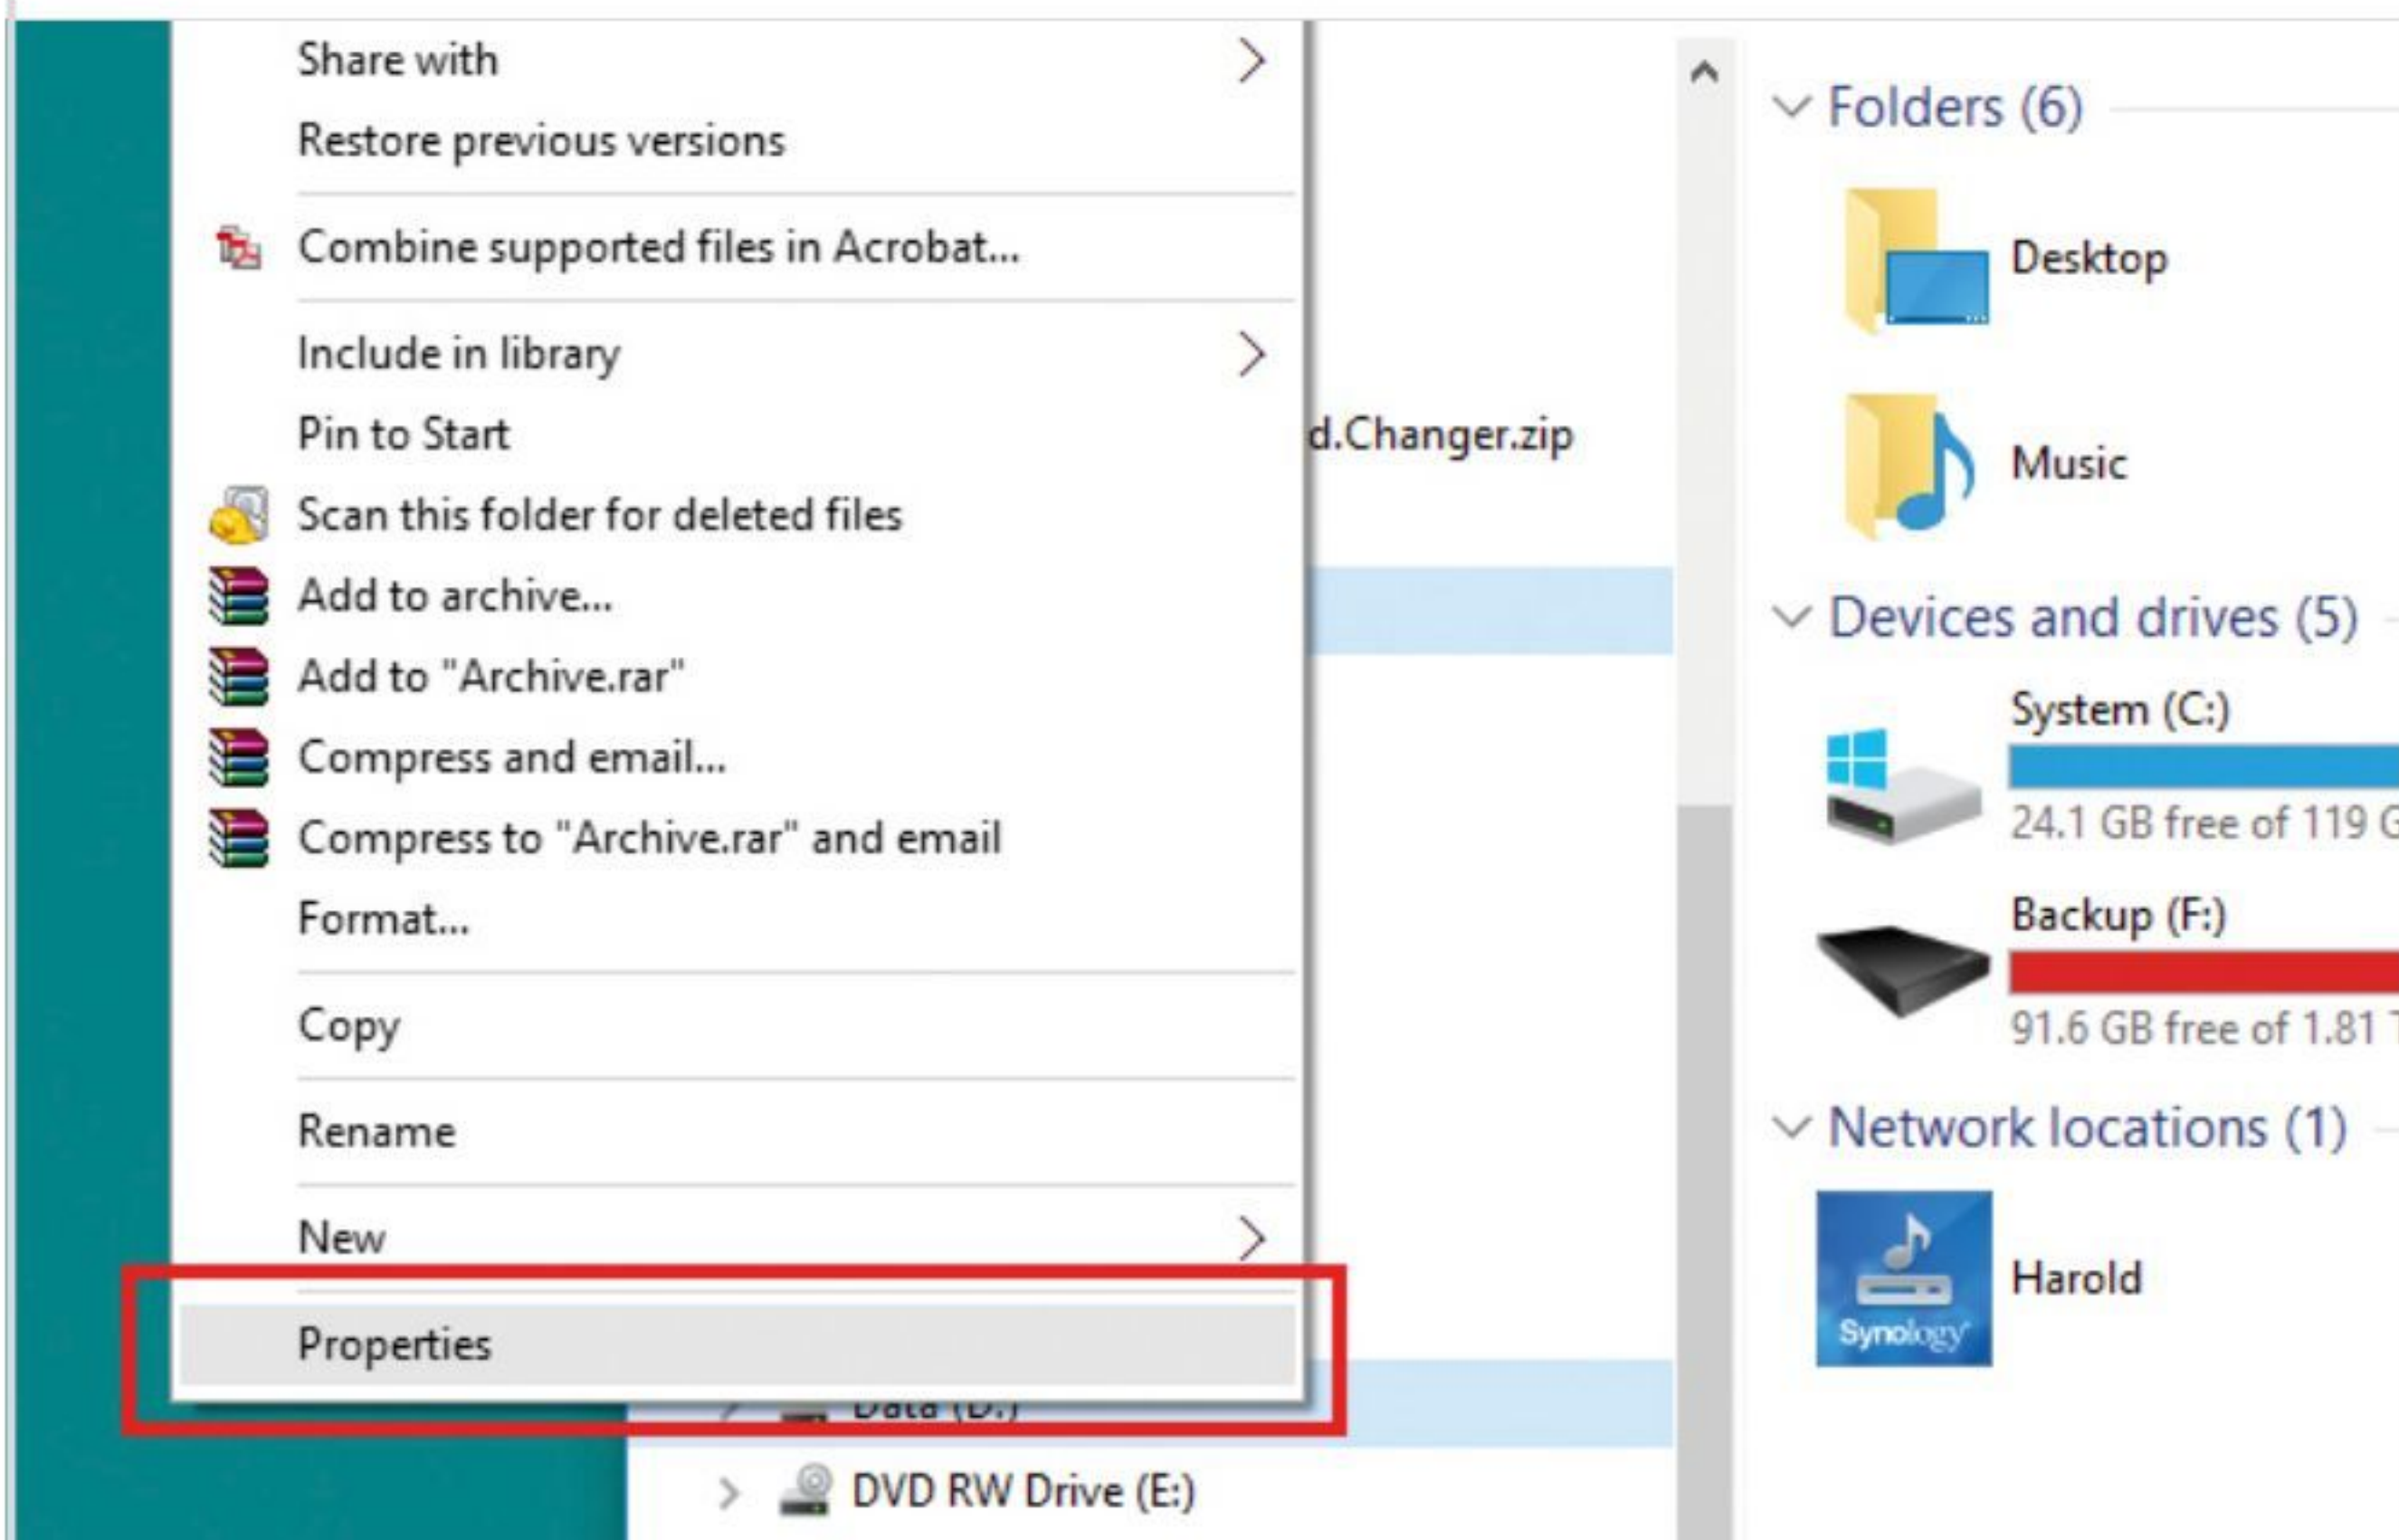 Share with
Restore previous versions
Combine supported files in Acrobat...
Include in library
Pin to Start
Scan this folder for deleted files
Add to archive...
Add to "Archive.rar"
Compress and email...
Compress to "Archive.rar" and email
Format...
Copy
Rename
New
Properties
d.Changer.zip
Data (D:)
DVD RW Drive (E:)
Folders (6)
Desktop
Music
Devices and drives (5)
System (C:)
24.1 GB free of 119 G
Backup (F:)
91.6 GB free of 1.81 T
Network locations (1)
Synology
Harold